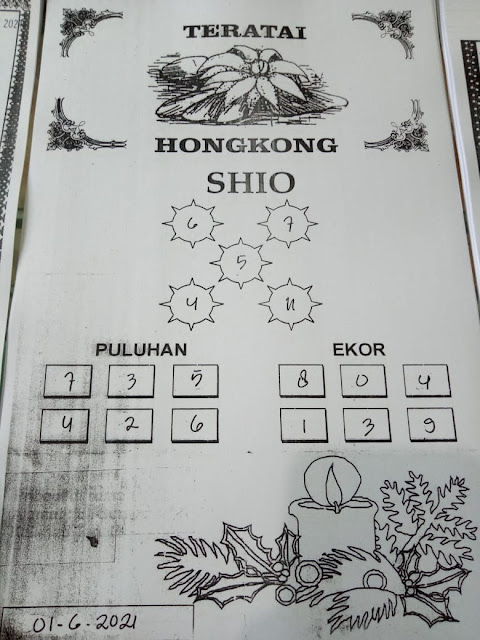 TERATAI
HONGKONG
SHIO
6 7
5
4 11
PULUHAN EKOR
7 3 5 8 0 4
4 2 6 1 3 9
01-6-2021